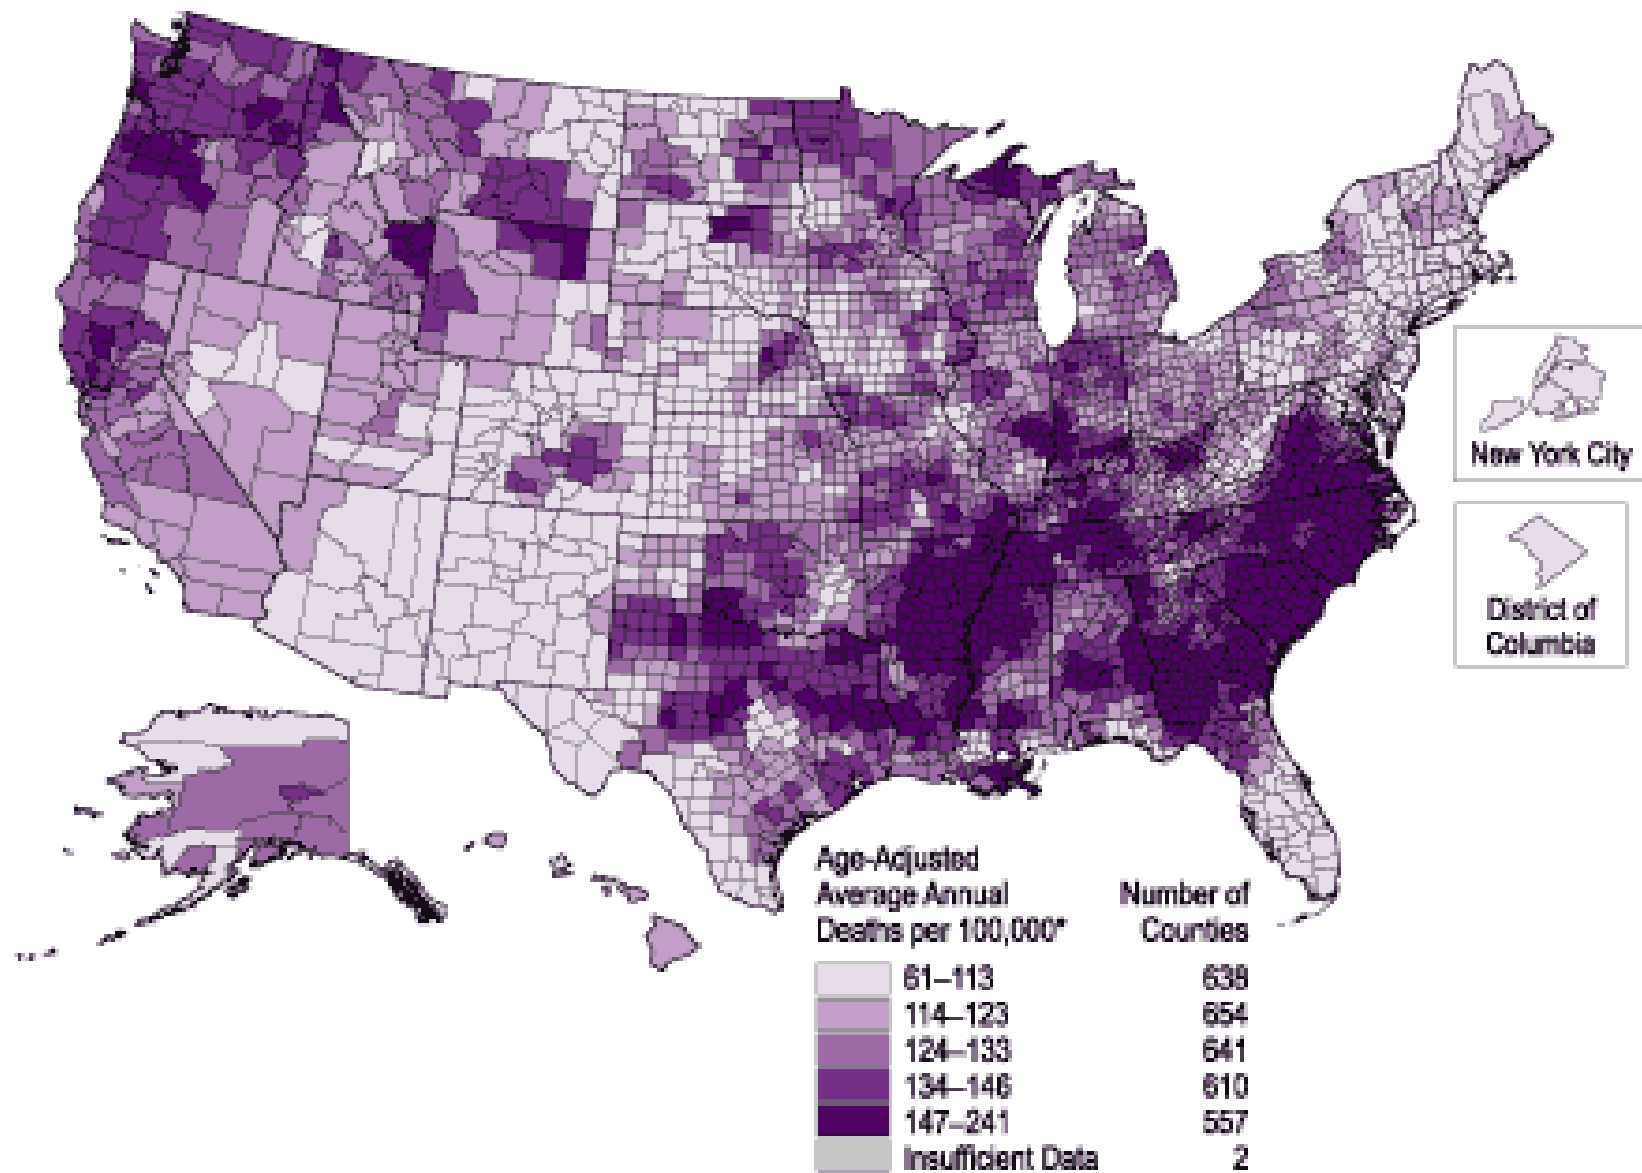 New York City
District of
Columbia
Age-Adjusted
Average Annual
Deaths per 100,000*
Number of
Counties
61–113 638
114–123 654
124–133 641
134–146 610
147–241 557
Insufficient Data 2